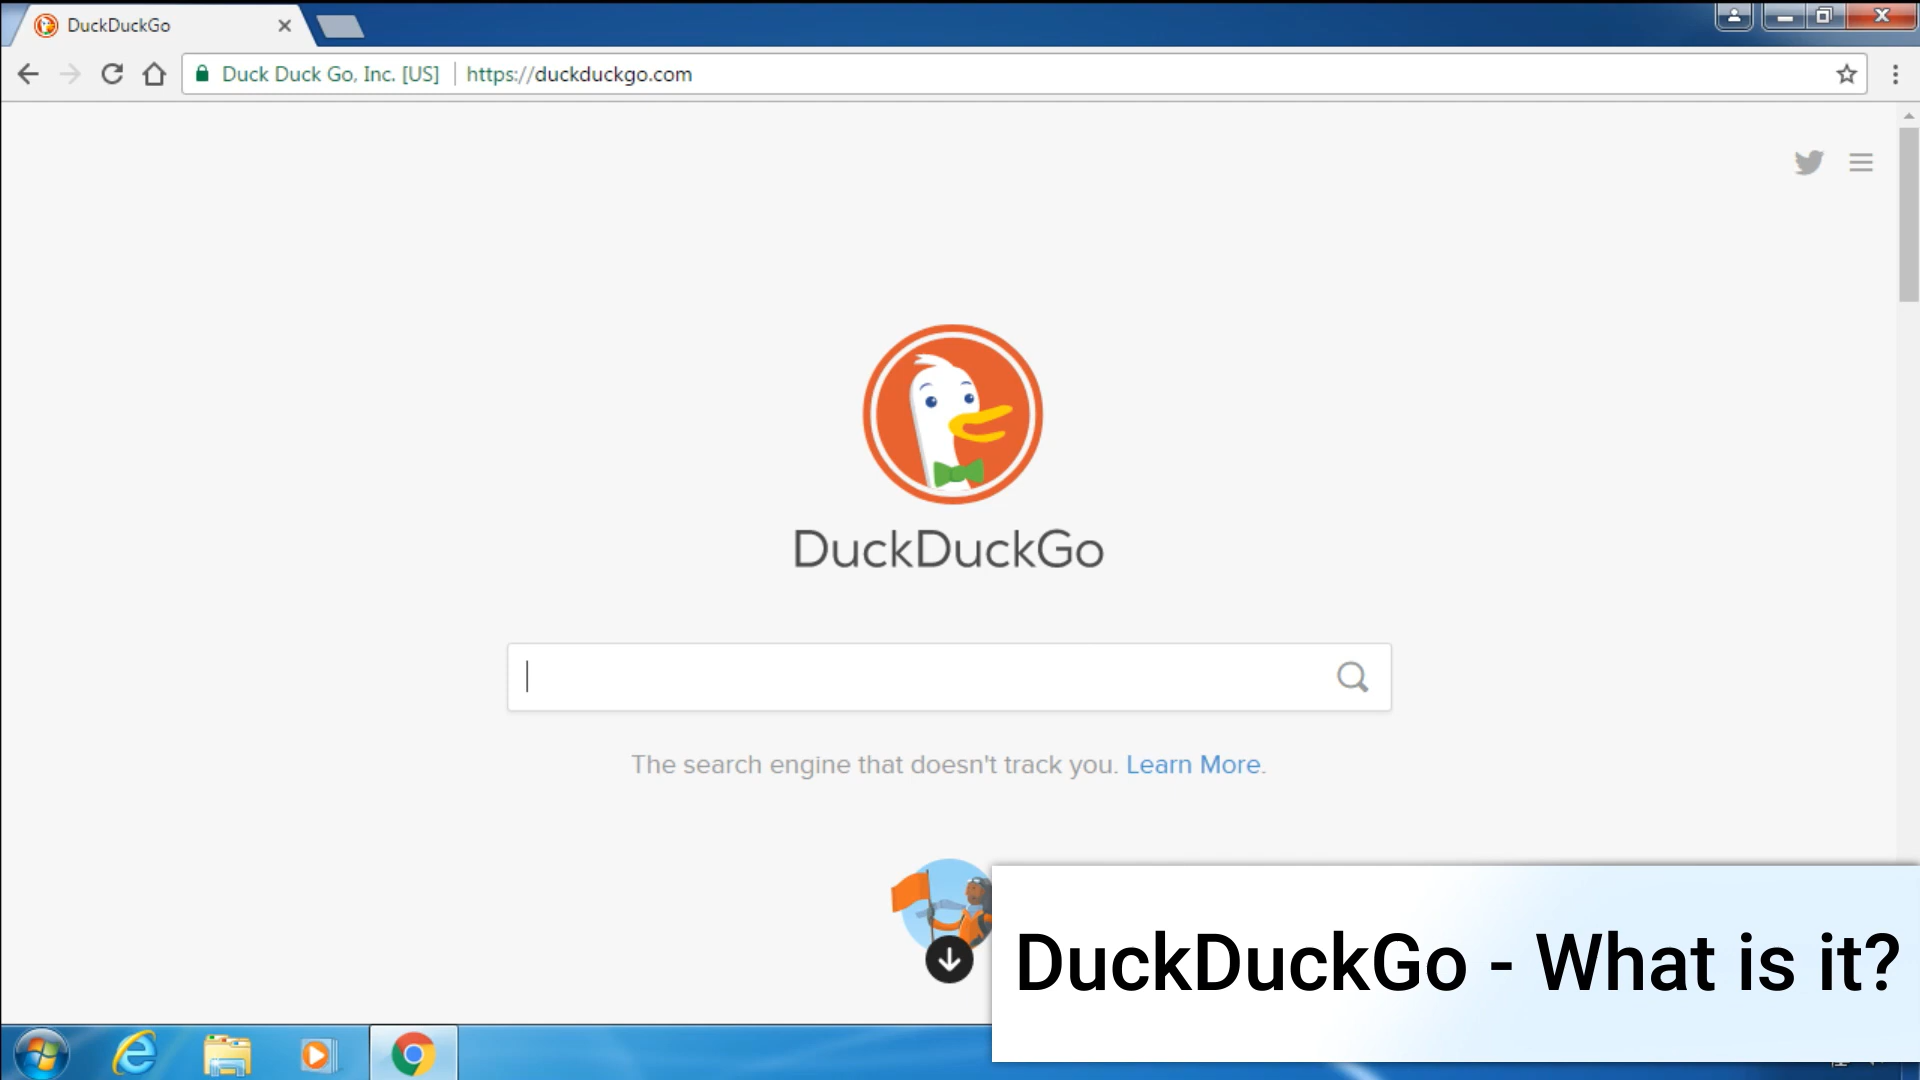 DuckDuckGo
Duck Duck Go, Inc. [US] https://duckduckgo.com
DuckDuckGo
The search engine that doesn't track you. Learn More.
DuckDuckGo - What is it?